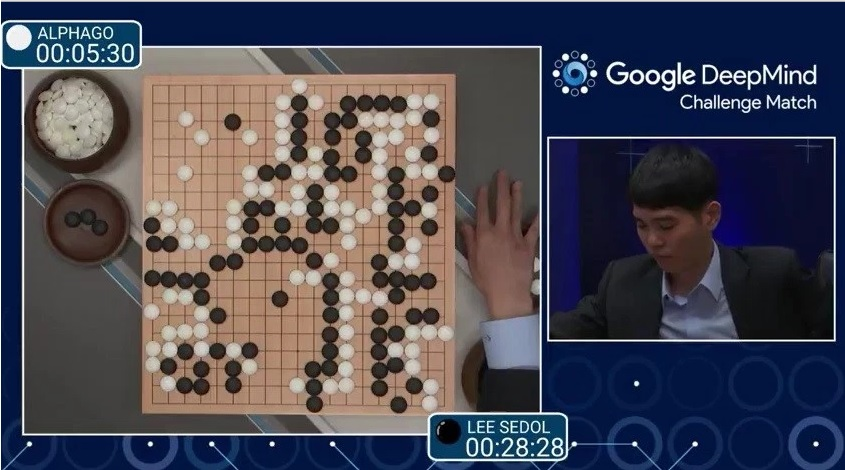 ALPHAGO
00:05:30
Google DeepMind
Challenge Match
LEE SEDOL
00:28:28